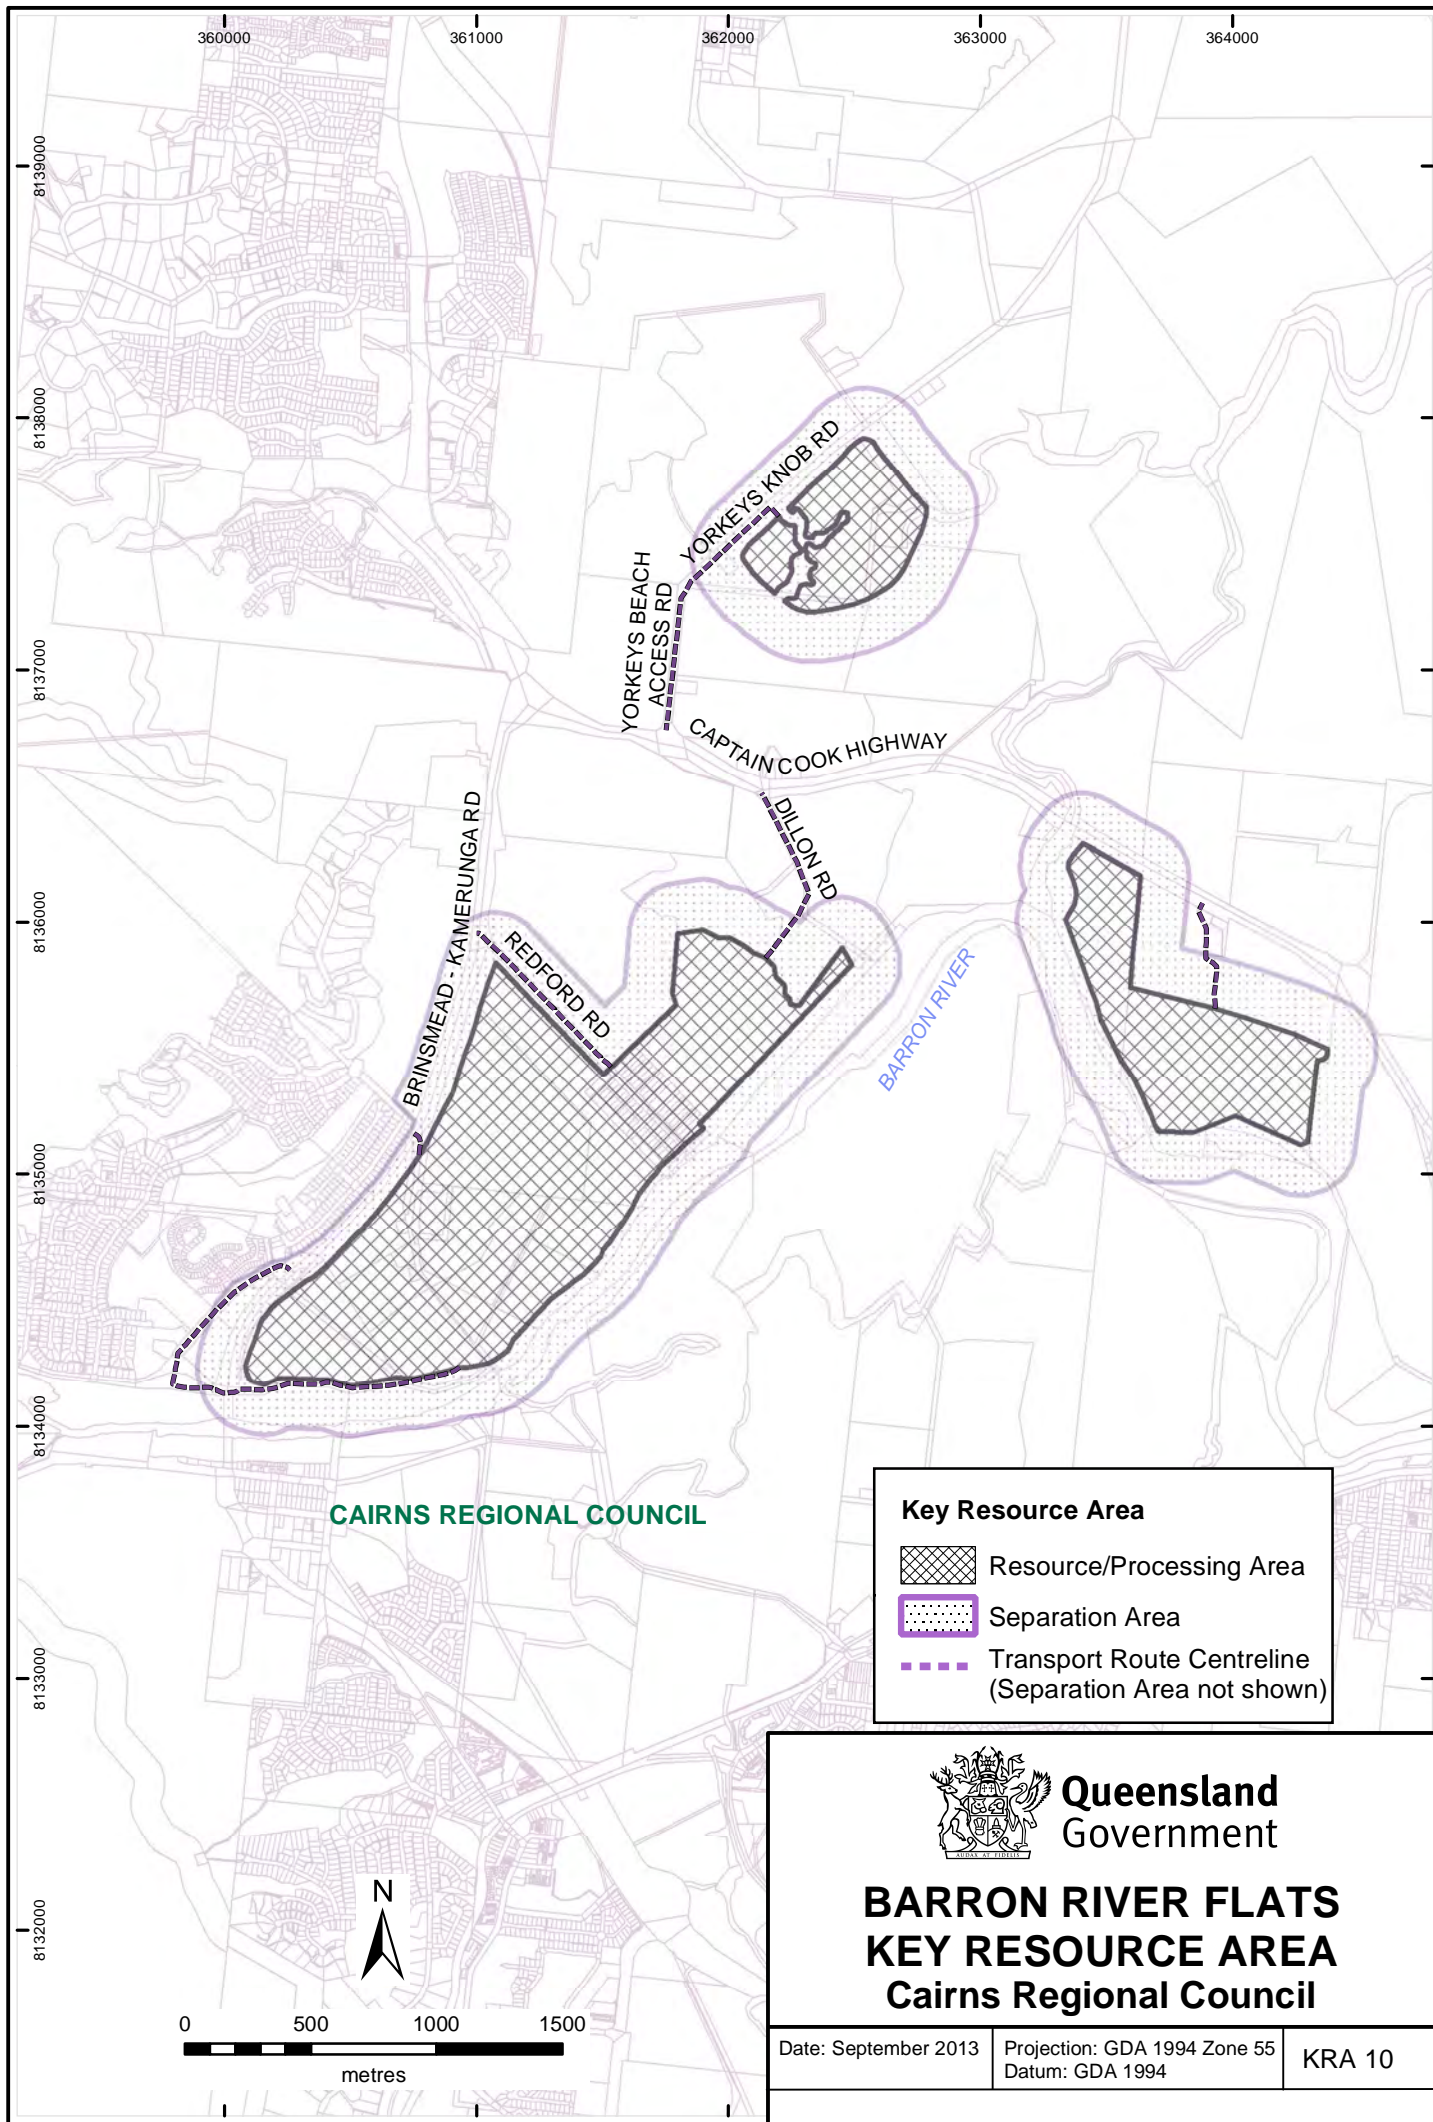 360000
361000
362000
363000
364000
8139000
8138000
8137000
8136000
8135000
8134000
8133000
8132000
YORKEYS KNOB RD
YORKEYS BEACH
ACCESS RD
CAPTAIN COOK HIGHWAY
DILLON RD
BRINSMEAD - KAMERUNGA RD
REDFORD RD
BARRON RIVER
CAIRNS REGIONAL COUNCIL
Key Resource Area
Resource/Processing Area
Separation Area
Transport Route Centreline
(Separation Area not shown)
AUDAX AT FIDELIS
Queensland
Government
BARRON RIVER FLATS
KEY RESOURCE AREA
Cairns Regional Council
Date: September 2013
Projection: GDA 1994 Zone 55
Datum: GDA 1994
KRA 10
N
0 500 1000 1500
metres